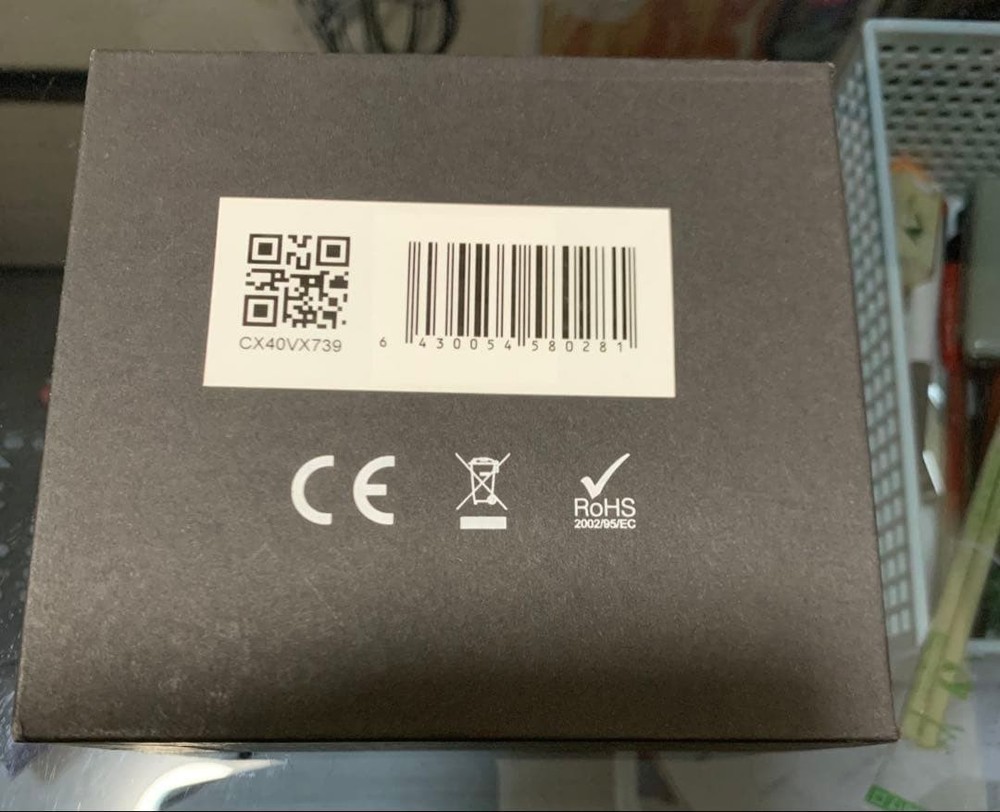 CX40VX739
6 430054 580281
CE
RoHS
2002/95/EC